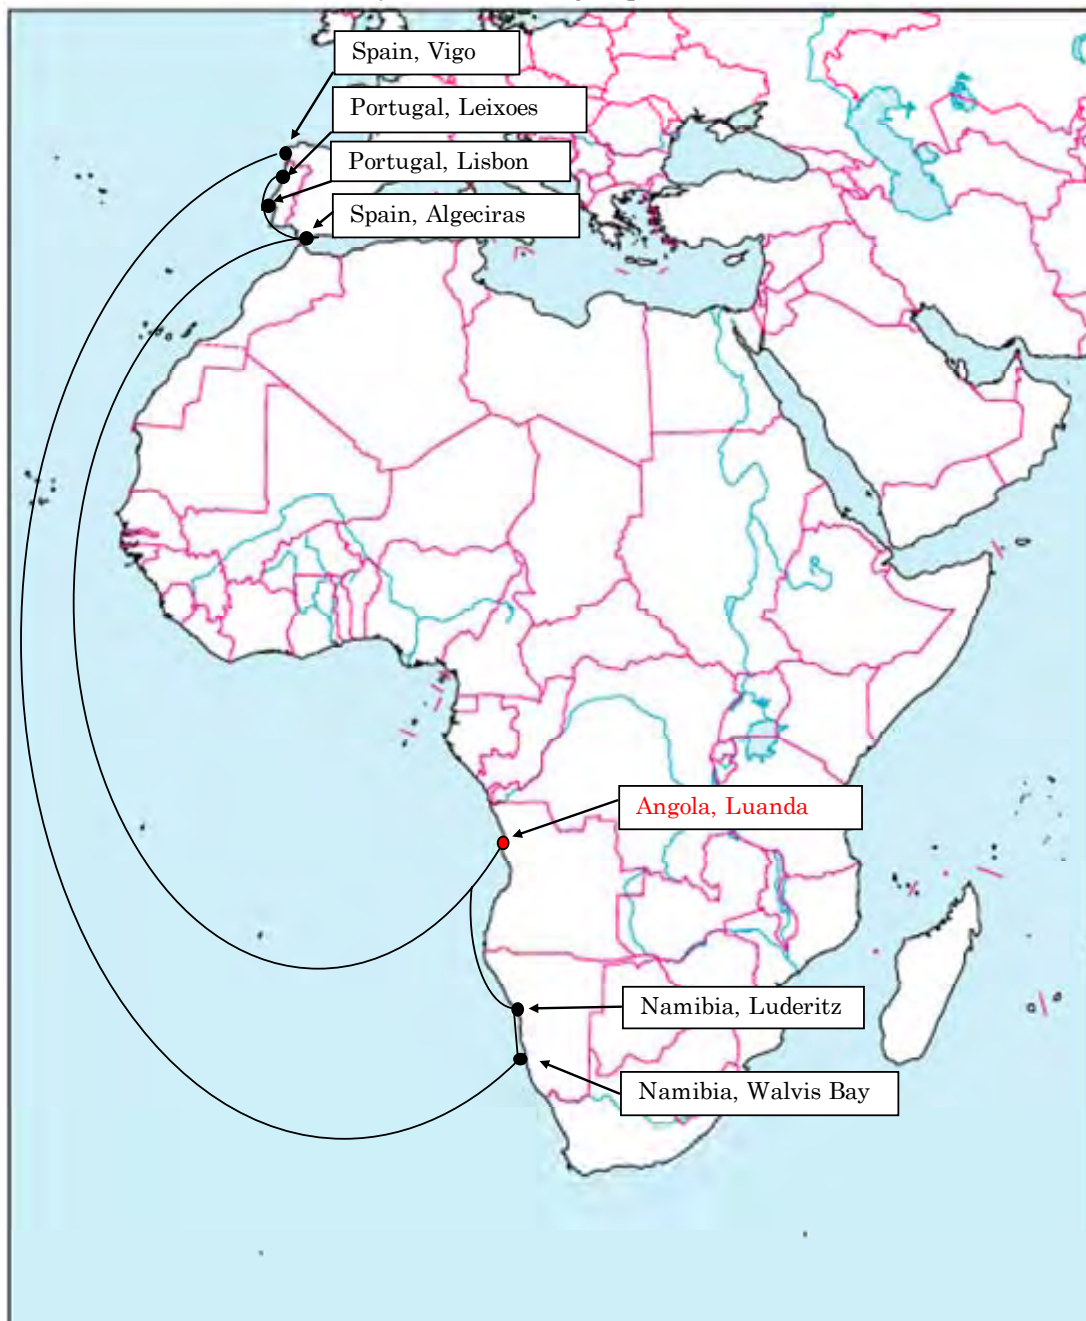 Spain, Vigo
Portugal, Leixoes
Portugal, Lisbon
Spain, Algeciras
Angola, Luanda
Namibia, Luderitz
Namibia, Walvis Bay